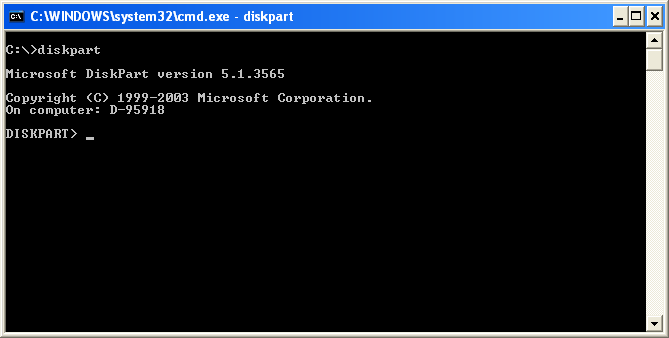 C:\WINDOWS\system32\cmd.exe - diskpart
C:\>diskpart
Microsoft DiskPart version 5.1.3565
Copyright (C) 1999-2003 Microsoft Corporation.
On computer: D-95918
DISKPART> _